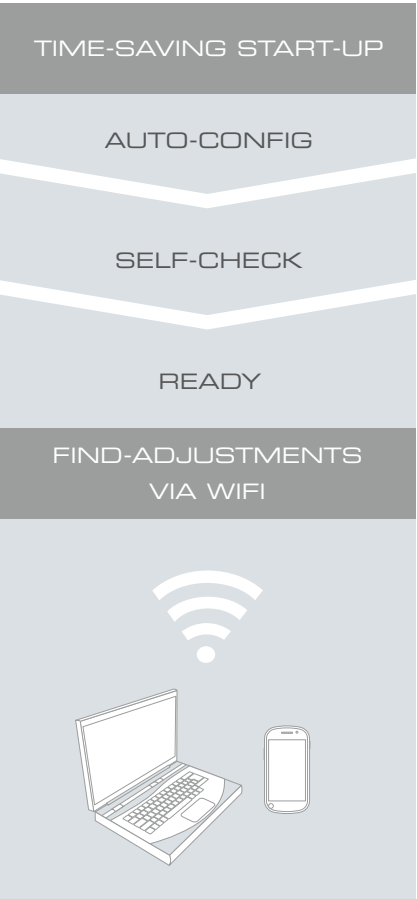 TIME-SAVING START-UP
AUTO-CONFIG
SELF-CHECK
READY
FIND-ADJUSTMENTS
VIA WIFI